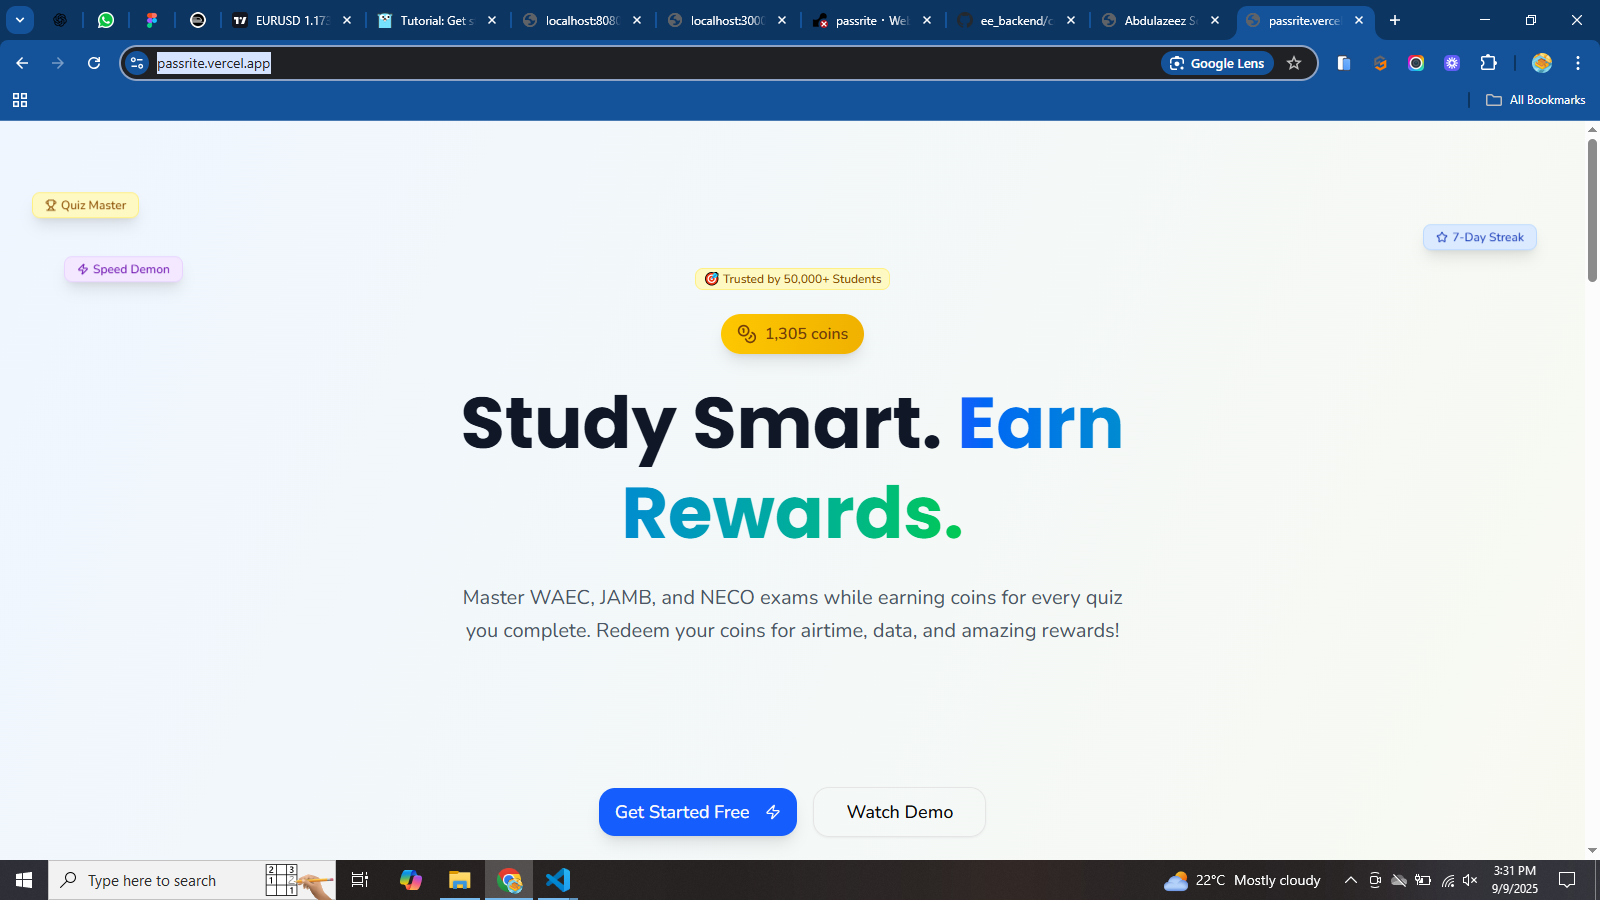 EURUSD 1.173
Tutorial: Get s
localhost:8080
localhost:3000
passrite • We
ee_backend/c
Abdulazeez S
passrite.verce
passrite.vercel.app
Google Lens
All Bookmarks
Quiz Master
7-Day Streak
Speed Demon
Trusted by 50,000+ Students
1,305 coins
Study Smart. Earn
Rewards.
Master WAEC, JAMB, and NECO exams while earning coins for every quiz
you complete. Redeem your coins for airtime, data, and amazing rewards!
Get Started Free
Watch Demo
Type here to search
22°C Mostly cloudy
3:31 PM
9/9/2025